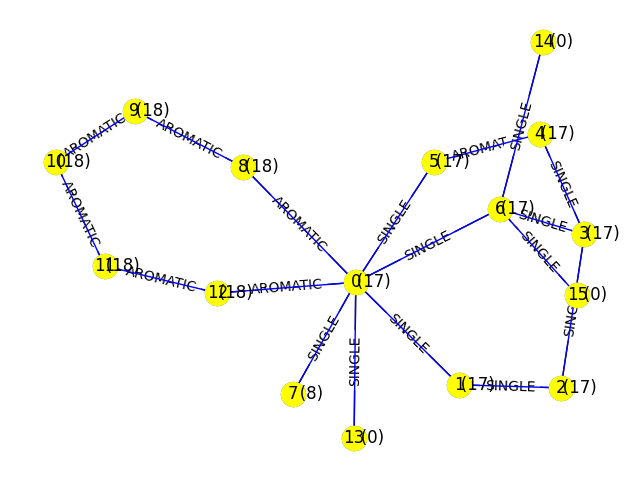 14(0)
SINGLE
9(18)
AROMATIC
AROMATIC
10(18)
8(18)
4(17)
AROMAT
5(17)
SINGLE
AROMATIC
AROMATIC
SINGLE
6(17)
SINGLE
3(17)
SINGLE
SINGLE
11(18)
AROMATIC
12(18)
AROMATIC
0(17)
15(0)
SING
SINGLE
SINGLE
SINGLE
1(17)
SINGLE
2(17)
7(8)
13(0)